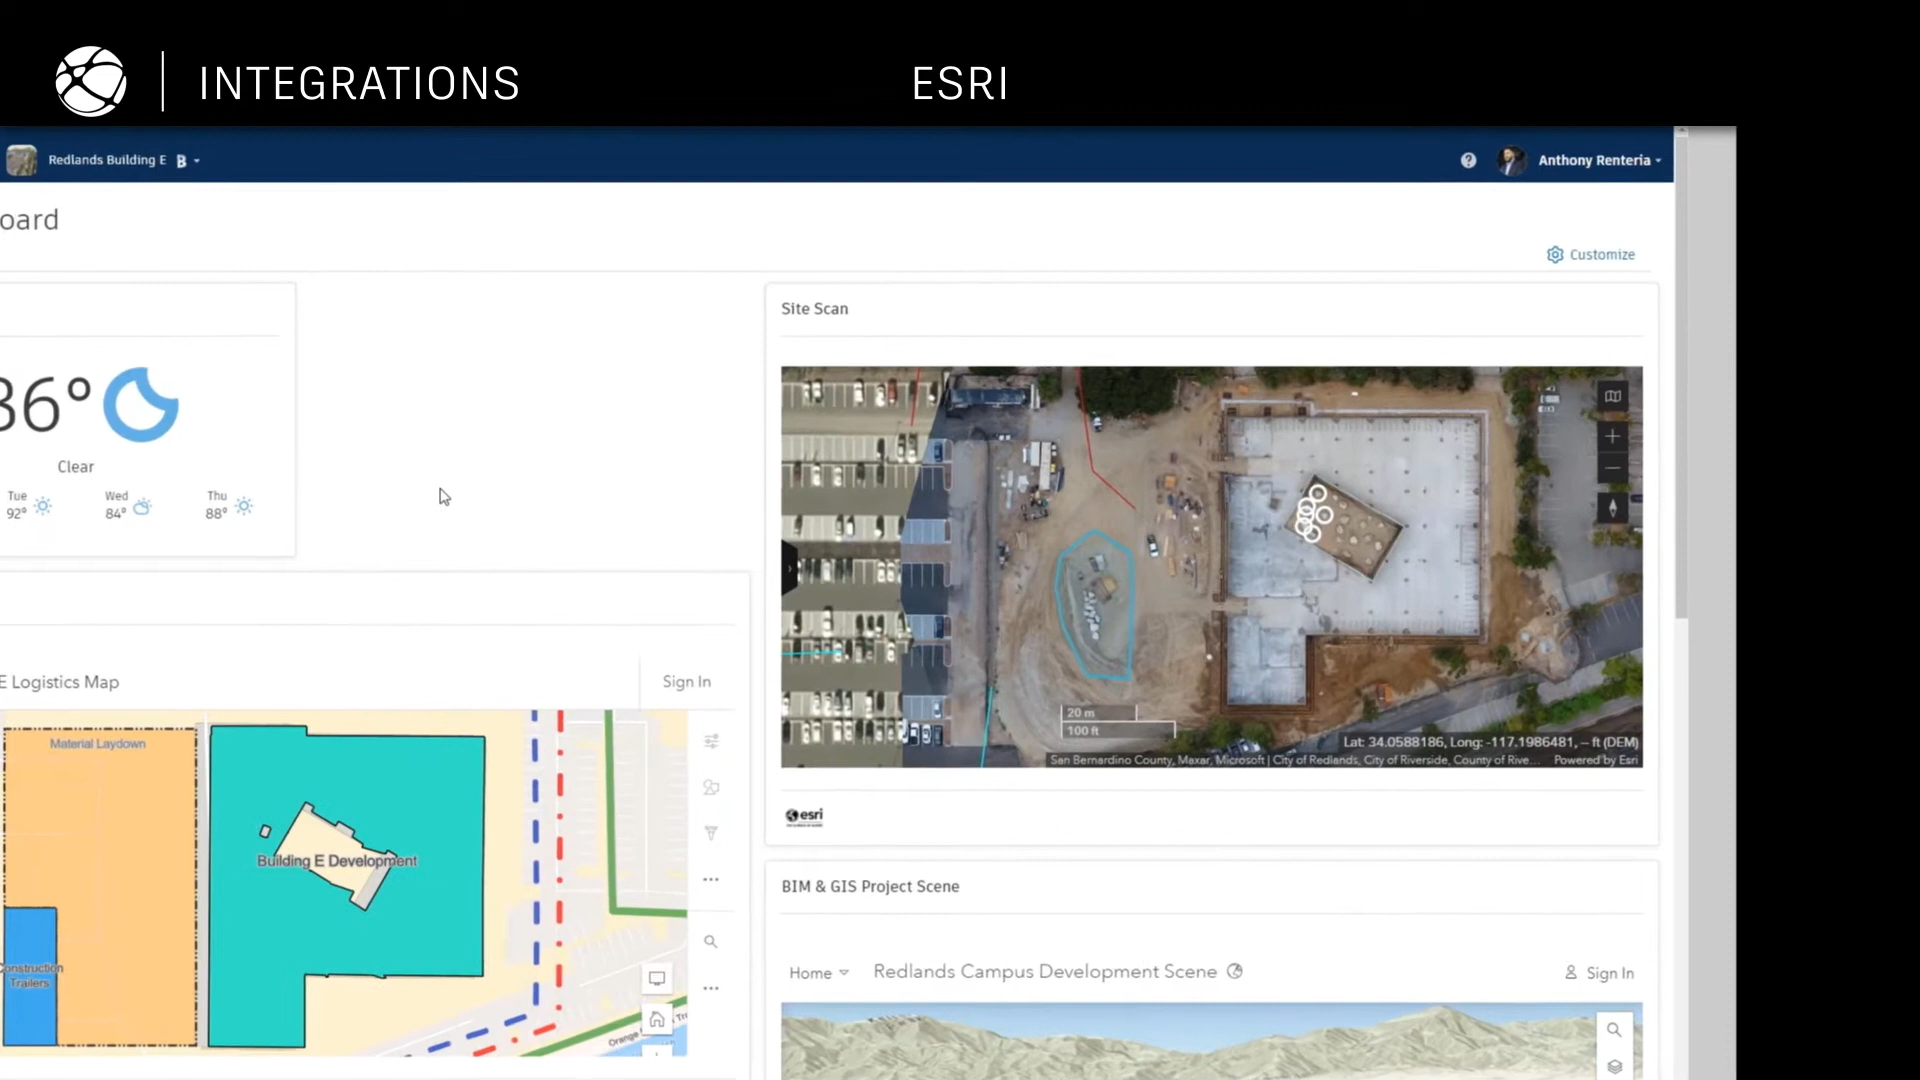 INTEGRATIONS
ESRI
Redlands Building E B
Anthony Renteria
oard
Customize
Site Scan
36°
Clear
Tue
92°
Wed
84°
Thu
88°
E Logistics Map
Sign In
Material Laydown
Building E Development
onstruction
Trailers
Orange
20 m
100 ft
Lat: 34.0588186, Long: -117.1986481, -- ft (DEM)
San Bernardino County, Maxar, Microsoft | City of Redlands, City of Riverside, County of Rive...
Powered by Esri
esri
BIM & GIS Project Scene
Home
Redlands Campus Development Scene
Sign In